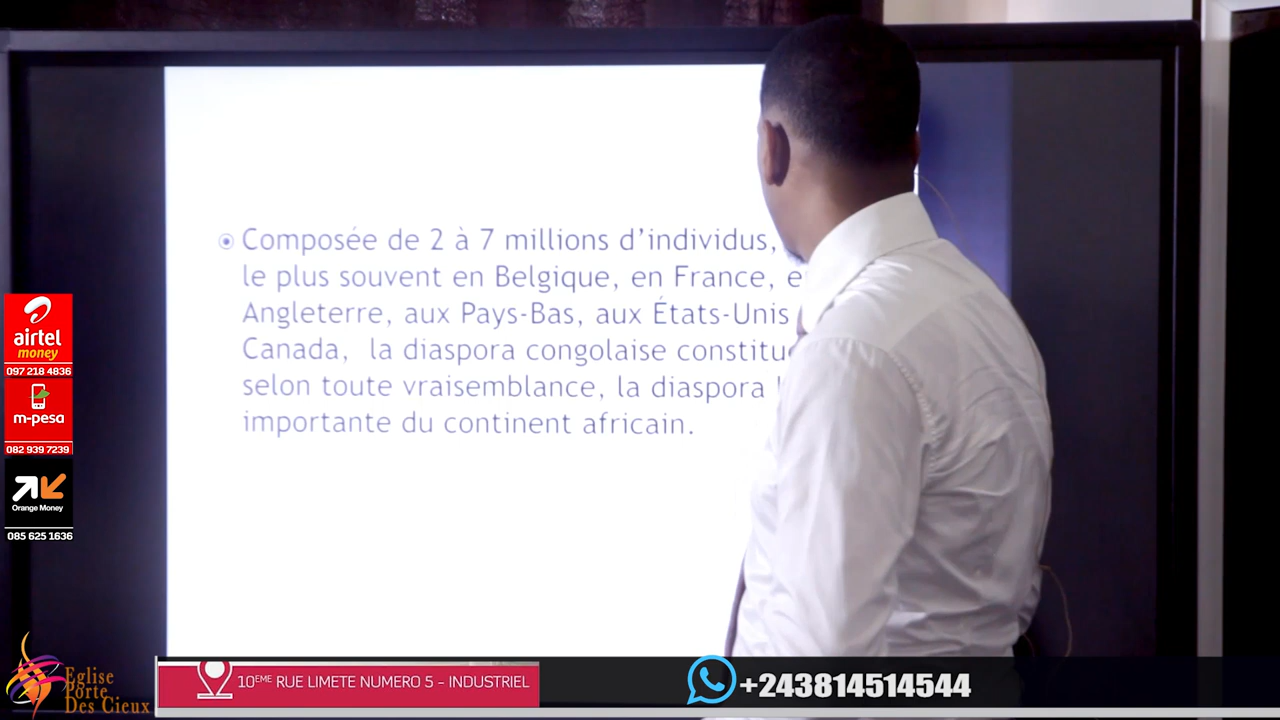 Composée de 2 à 7 millions d’individus,
le plus souvent en Belgique, en France,
Angleterre, aux Pays-Bas, aux États-Unis
Canada, la diaspora congolaise
selon toute vraisemblance, la diaspora
importante du continent africain.
airtel
money
097 218 4836
m-pesa
082 939 7239
Orange Money
085 625 1636
Eglise
Porte
Des Cieux
10EME RUE LIMETE NUMERO 5 – INDUSTRIEL
+243814514544